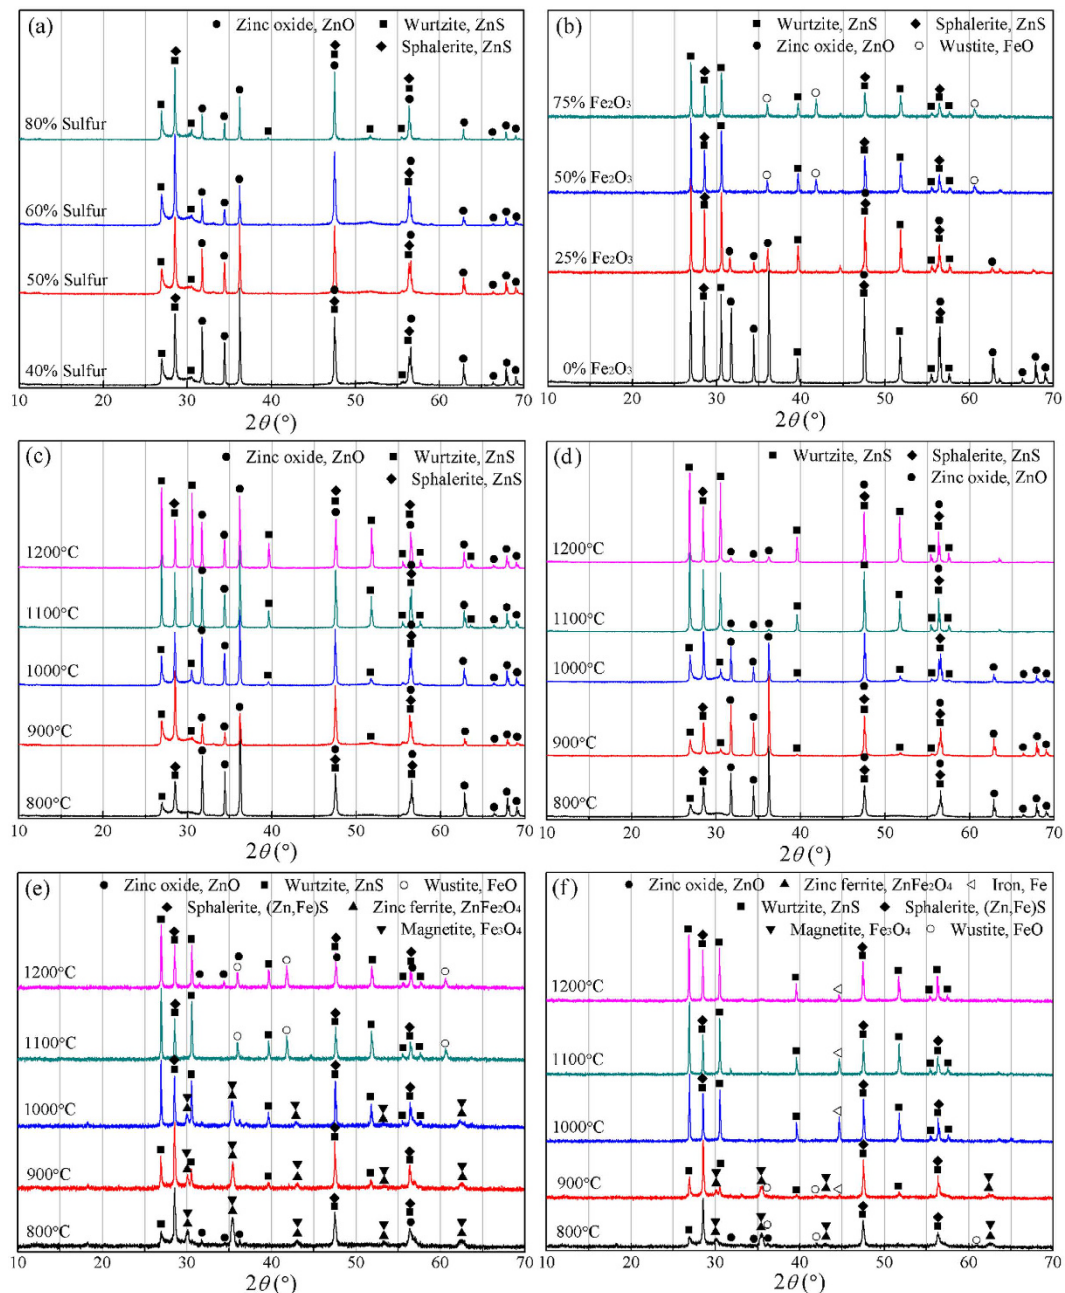 (a)
● Zinc oxide, ZnO ■ Wurtzite, ZnS
◆ Sphalerite, ZnS
80% Sulfur
60% Sulfur
50% Sulfur
40% Sulfur
10 20 30 40 50 60 70
2θ (°)
(b)
■ Wurtzite, ZnS ◆ Sphalerite, ZnS
● Zinc oxide, ZnO ○ Wustite, FeO
75% Fe₂O₃
50% Fe₂O₃
25% Fe₂O₃
0% Fe₂O₃
10 20 30 40 50 60 70
2θ (°)
(c)
● Zinc oxide, ZnO ■ Wurtzite, ZnS
◆ Sphalerite, ZnS
1200°C
1100°C
1000°C
900°C
800°C
10 20 30 40 50 60 70
2θ (°)
(d)
■ Wurtzite, ZnS ◆ Sphalerite, ZnS
● Zinc oxide, ZnO
1200°C
1100°C
1000°C
900°C
800°C
10 20 30 40 50 60 70
2θ (°)
(e)
● Zinc oxide, ZnO ■ Wurtzite, ZnS ○ Wustite, FeO
◆ Sphalerite, (Zn,Fe)S ▲ Zinc ferrite, ZnFe₂O₄
▼ Magnetite, Fe₃O₄
1200°C
1100°C
1000°C
900°C
800°C
10 20 30 40 50 60 70
2θ (°)
(f)
● Zinc oxide, ZnO ▲ Zinc ferrite, ZnFe₂O₄ ◁ Iron, Fe
■ Wurtzite, ZnS ◆ Sphalerite, (Zn,Fe)S
▼ Magnetite, Fe₃O₄ ○ Wustite, FeO
1200°C
1100°C
1000°C
900°C
800°C
10 20 30 40 50 60 70
2θ (°)